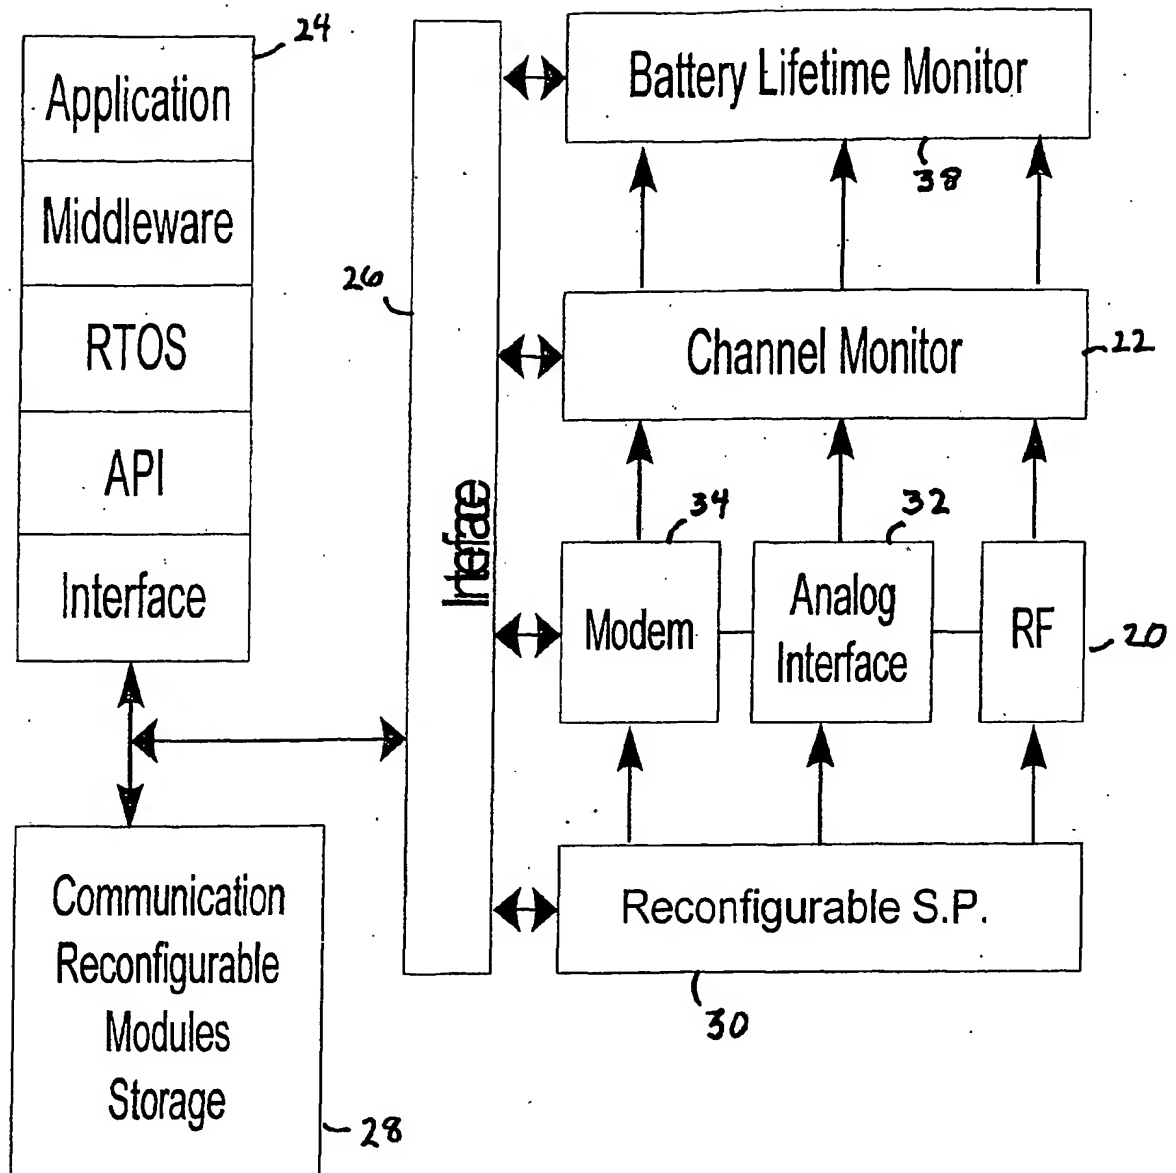 24
Application
Middleware
RTOS
API
Interface
Communication
Reconfigurable
Modules
Storage
28
26
Interface
Battery Lifetime Monitor
38
Channel Monitor
22
34
32
Modem
Analog
Interface
RF
20
Reconfigurable S.P.
30